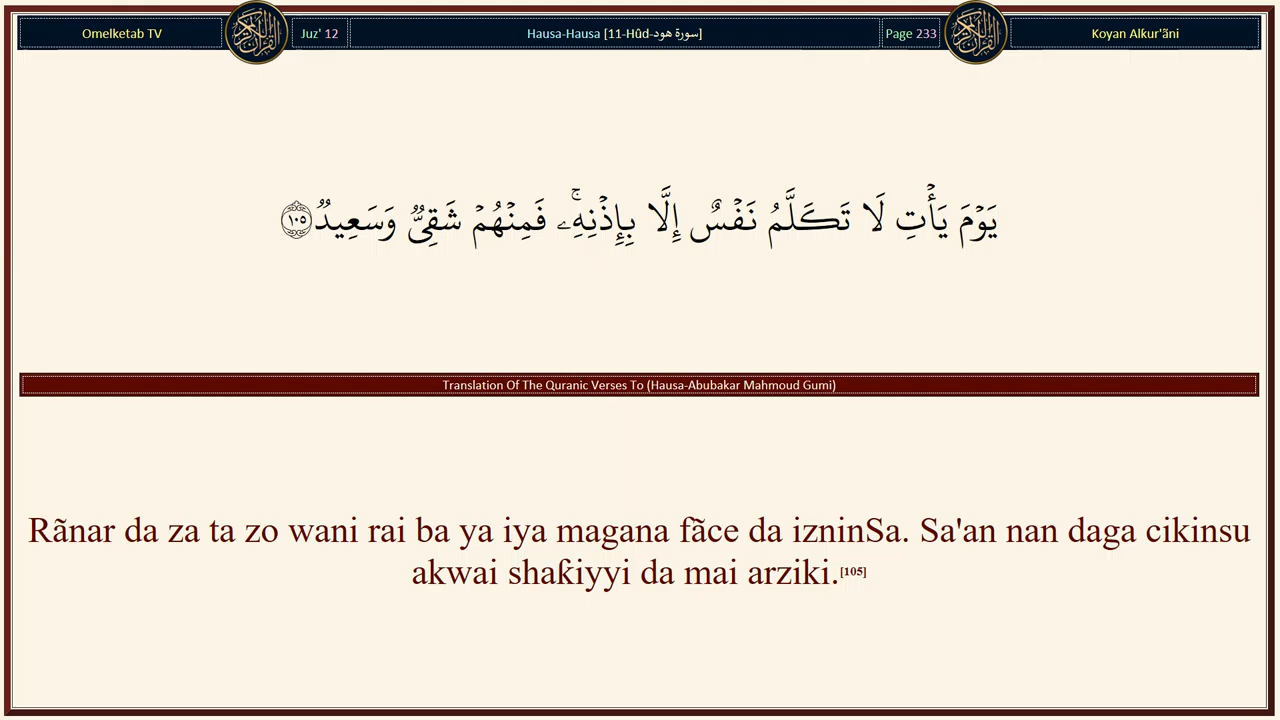 Omelketab TV
Juz' 12
Hausa-Hausa [11-Hûd-سورة هود]
Page 233
Koyan Alƙur'ãni
يَوۡمَ يَأۡتِ لَا تَكَلَّمُ نَفۡسٌ إِلَّا بِإِذۡنِهِۦۚ فَمِنۡهُمۡ شَقِيّٞ وَسَعِيدٞ ١٠٥
Translation Of The Quranic Verses To (Hausa-Abubakar Mahmoud Gumi)
Rãnar da za ta zo wani rai ba ya iya magana fãce da izninSa. Sa'an nan daga cikinsu
akwai shaƙiyyi da mai arziki.[105]